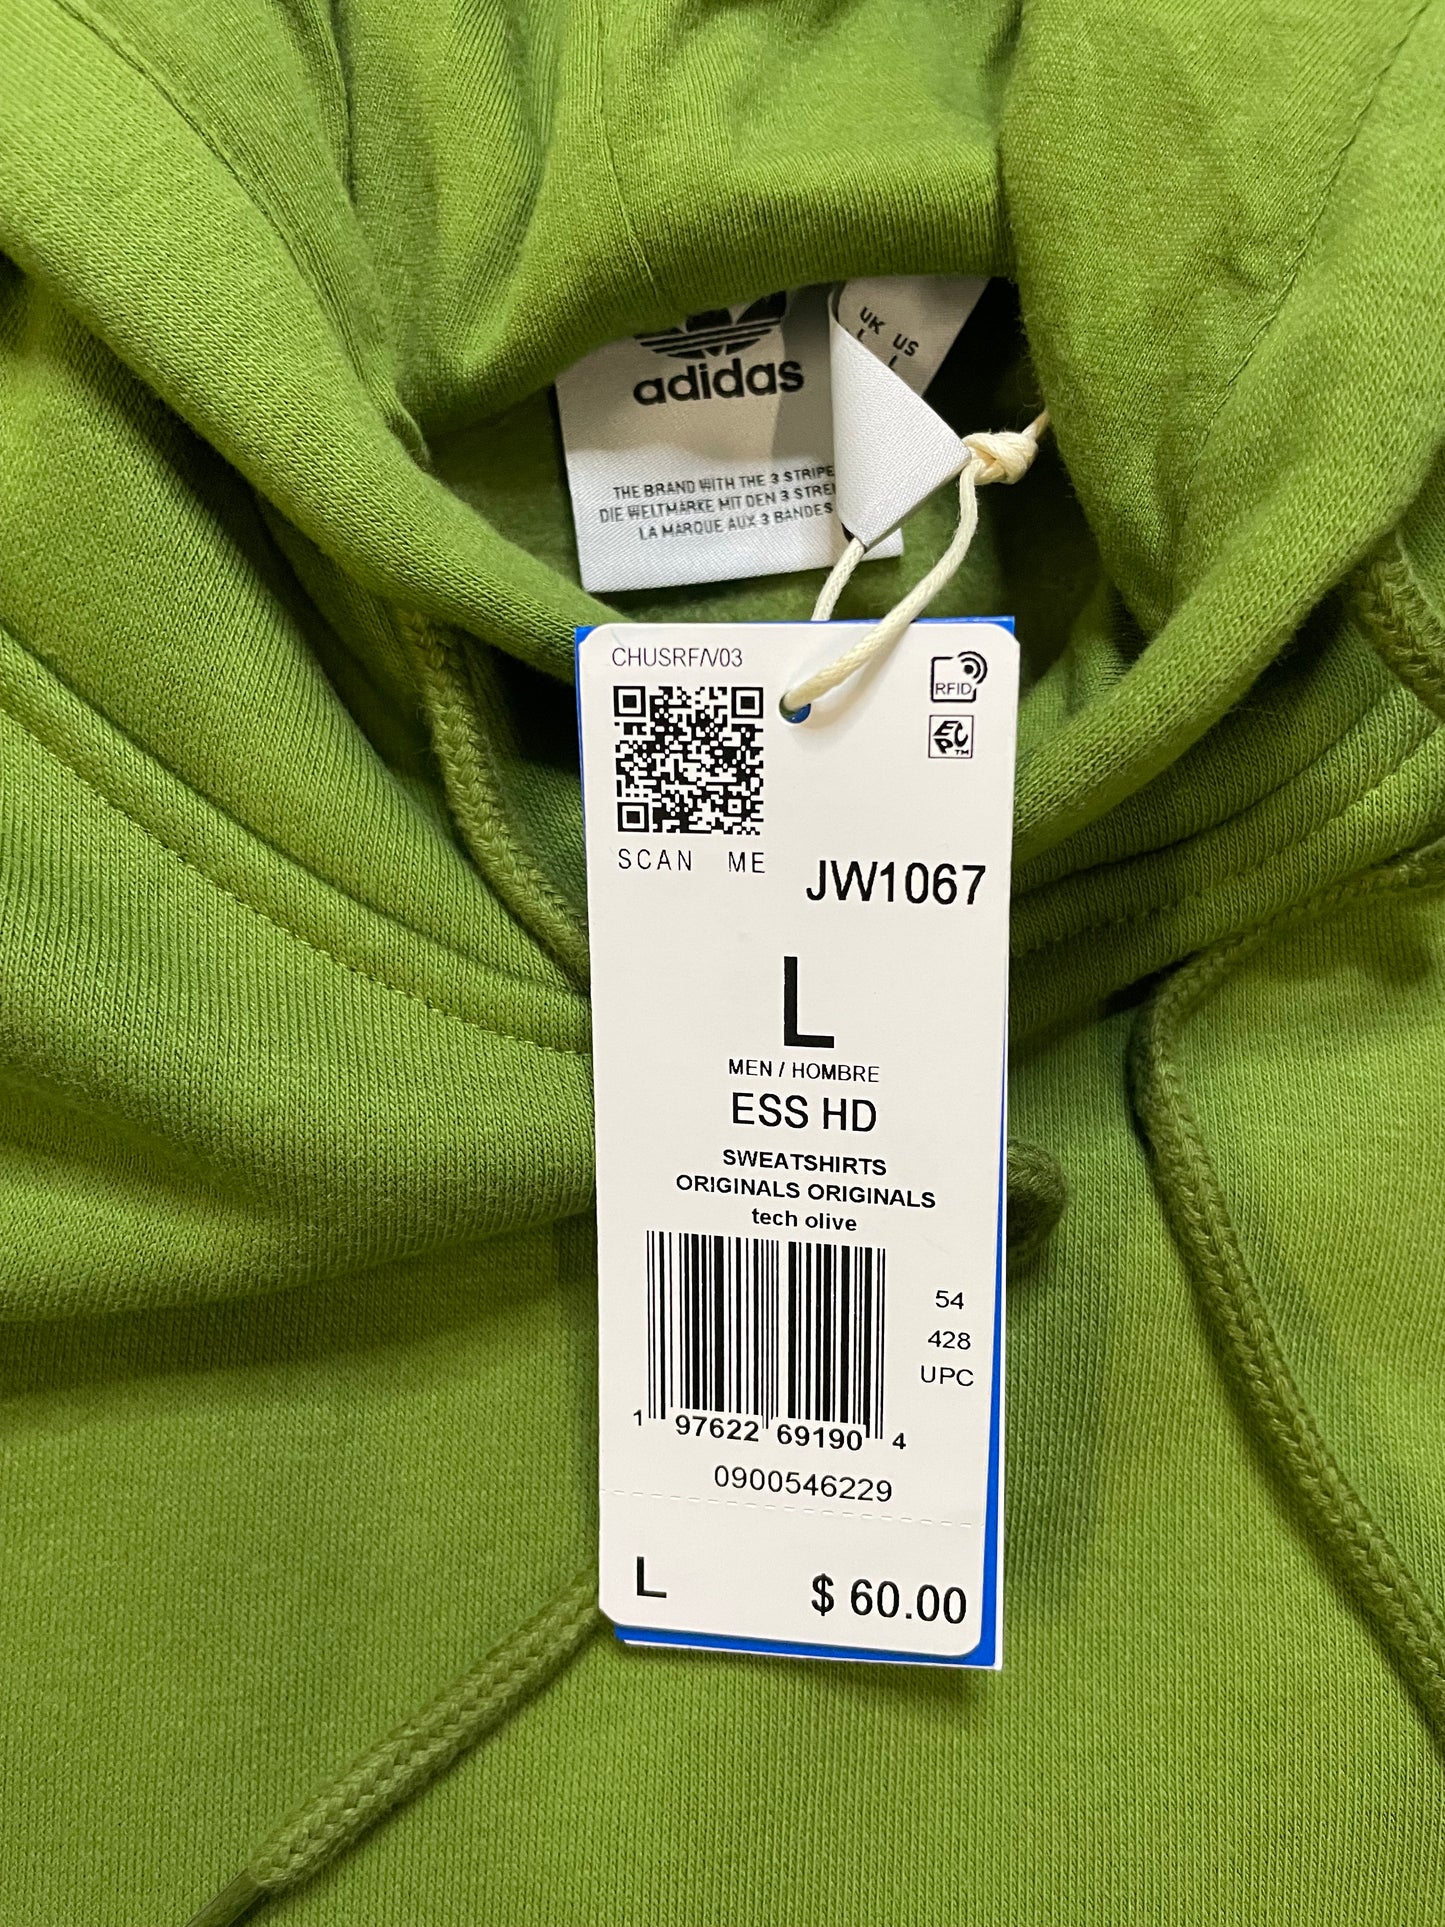 UK US
L L
adidas
THE BRAND WITH THE 3 STRIPE
DIE WELTMARKE MIT DEN 3 STREI
LA MARQUE AUX 3 BANDES
CHUSRF/V03
RFID
EPC™
SCAN ME
JW1067
L
MEN / HOMBRE
ESS HD
SWEATSHIRTS
ORIGINALS ORIGINALS
tech olive
54
428
UPC
1 97622 69190 4
0900546229
L $ 60.00